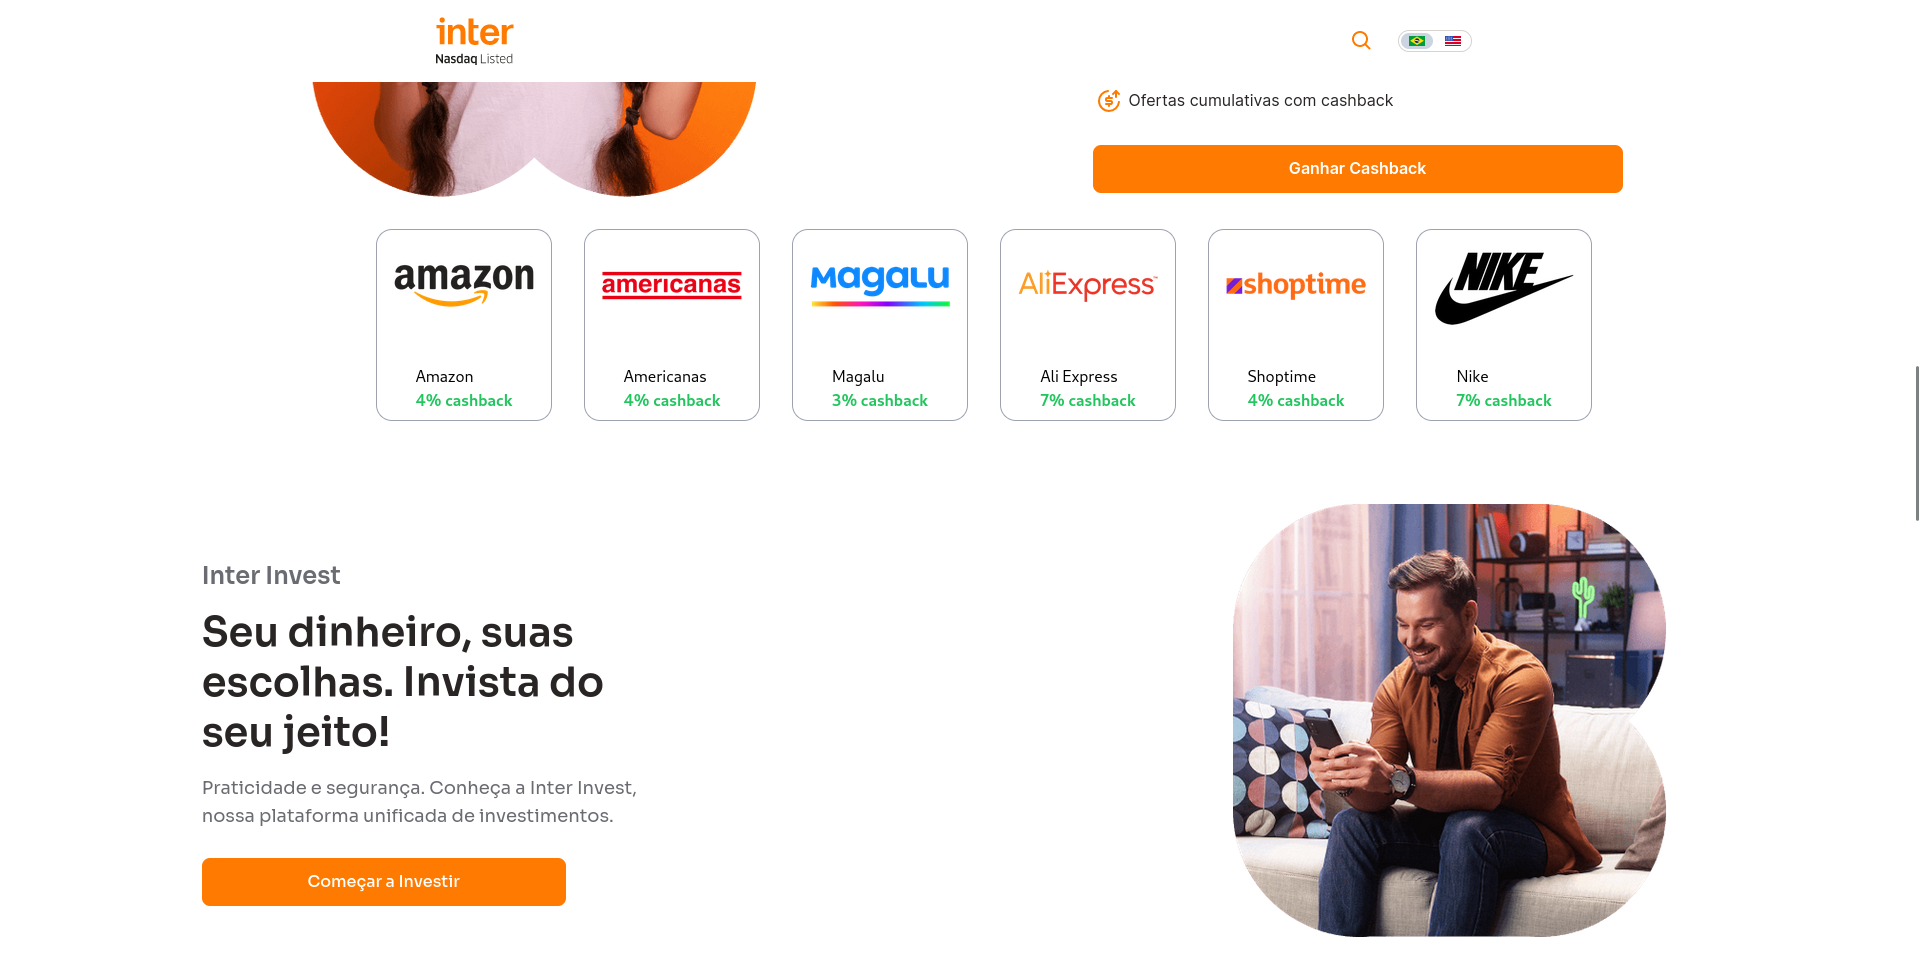 inter
Nasdaq Listed
Ofertas cumulativas com cashback
Ganhar Cashback
amazon
Amazon
4% cashback
americanas
Americanas
4% cashback
Magalu
Magalu
3% cashback
AliExpress™
Ali Express
7% cashback
shoptime
Shoptime
4% cashback
NIKE
Nike
7% cashback
Inter Invest
Seu dinheiro, suas
escolhas. Invista do
seu jeito!
Praticidade e segurança. Conheça a Inter Invest,
nossa plataforma unificada de investimentos.
Começar a Investir